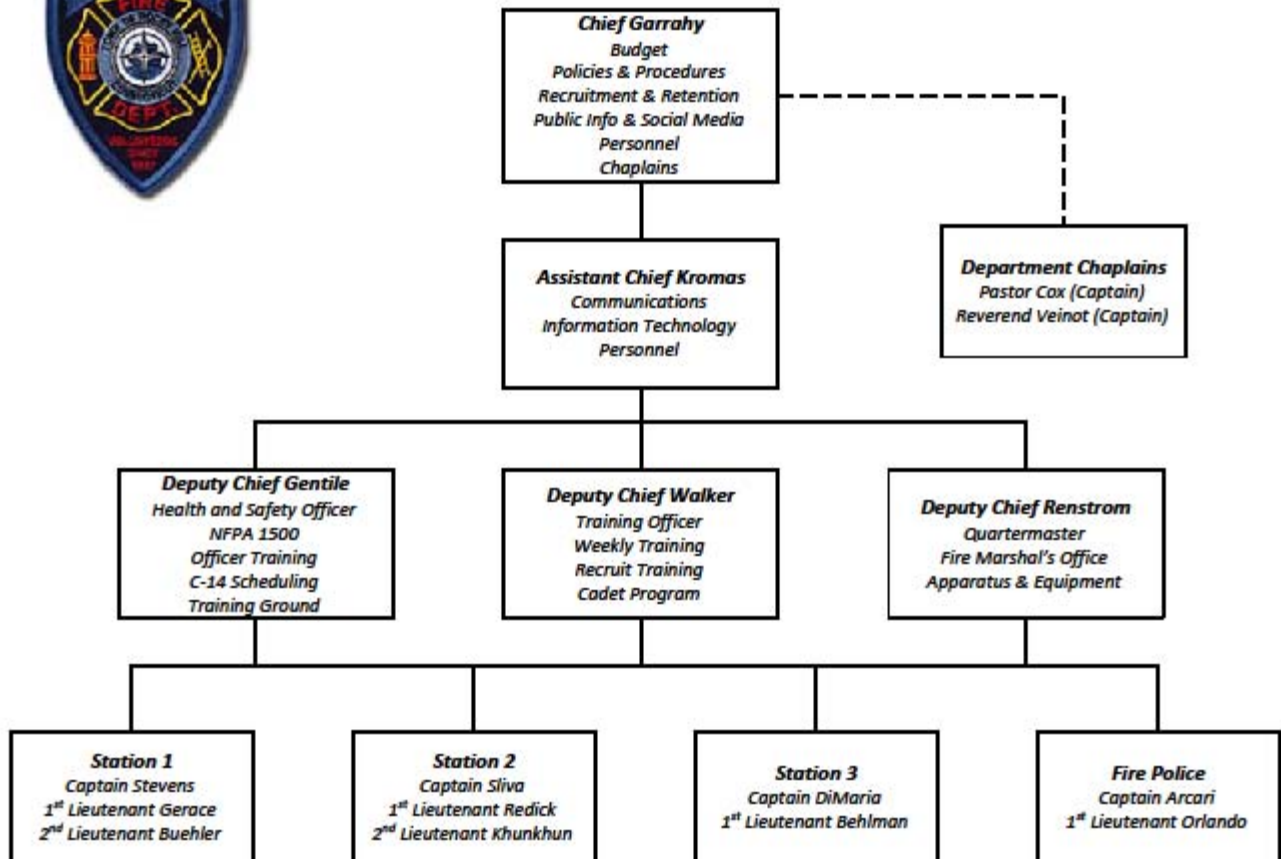 FIRE
DEPT.
VOLUNTEERS
SINCE
Chief Garrahy
Budget
Policies & Procedures
Recruitment & Retention
Public Info & Social Media
Personnel
Chaplains
Assistant Chief Kromas
Communications
Information Technology
Personnel
Department Chaplains
Pastor Cox (Captain)
Reverend Veinot (Captain)
Deputy Chief Gentile
Health and Safety Officer
NFPA 1500
Officer Training
C-14 Scheduling
Training Ground
Deputy Chief Walker
Training Officer
Weekly Training
Recruit Training
Cadet Program
Deputy Chief Renstrom
Quartermaster
Fire Marshal's Office
Apparatus & Equipment
Station 1
Captain Stevens
1st Lieutenant Gerace
2nd Lieutenant Buehler
Station 2
Captain Sliva
1st Lieutenant Redick
2nd Lieutenant Khunkhun
Station 3
Captain DiMaria
1st Lieutenant Behlman
Fire Police
Captain Arcari
1st Lieutenant Orlando